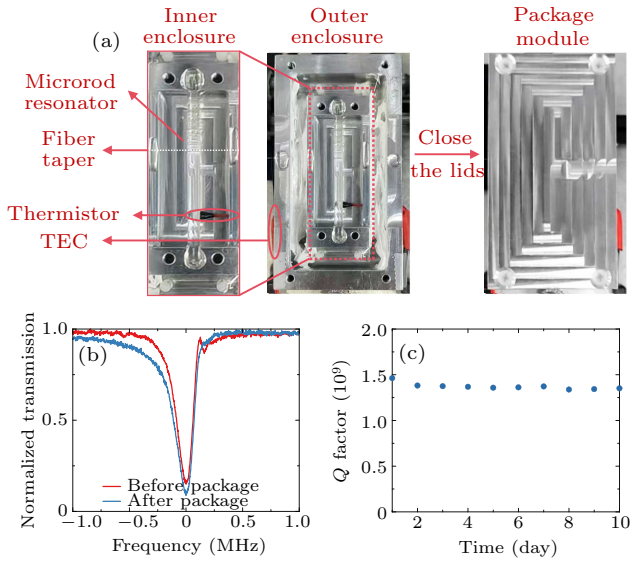 (a)
Inner
enclosure
Outer
enclosure
Package
module
Microrod
resonator
Fiber
taper
Thermistor
TEC
Close
the lids
(b)
Normalized transmission
1.0
0.5
0
Before package
After package
−1.0
−0.5
0
0.5
1.0
Frequency (MHz)
(c)
Q factor (10⁹)
2.0
1.5
1.0
0.5
0
2
4
6
8
10
Time (day)